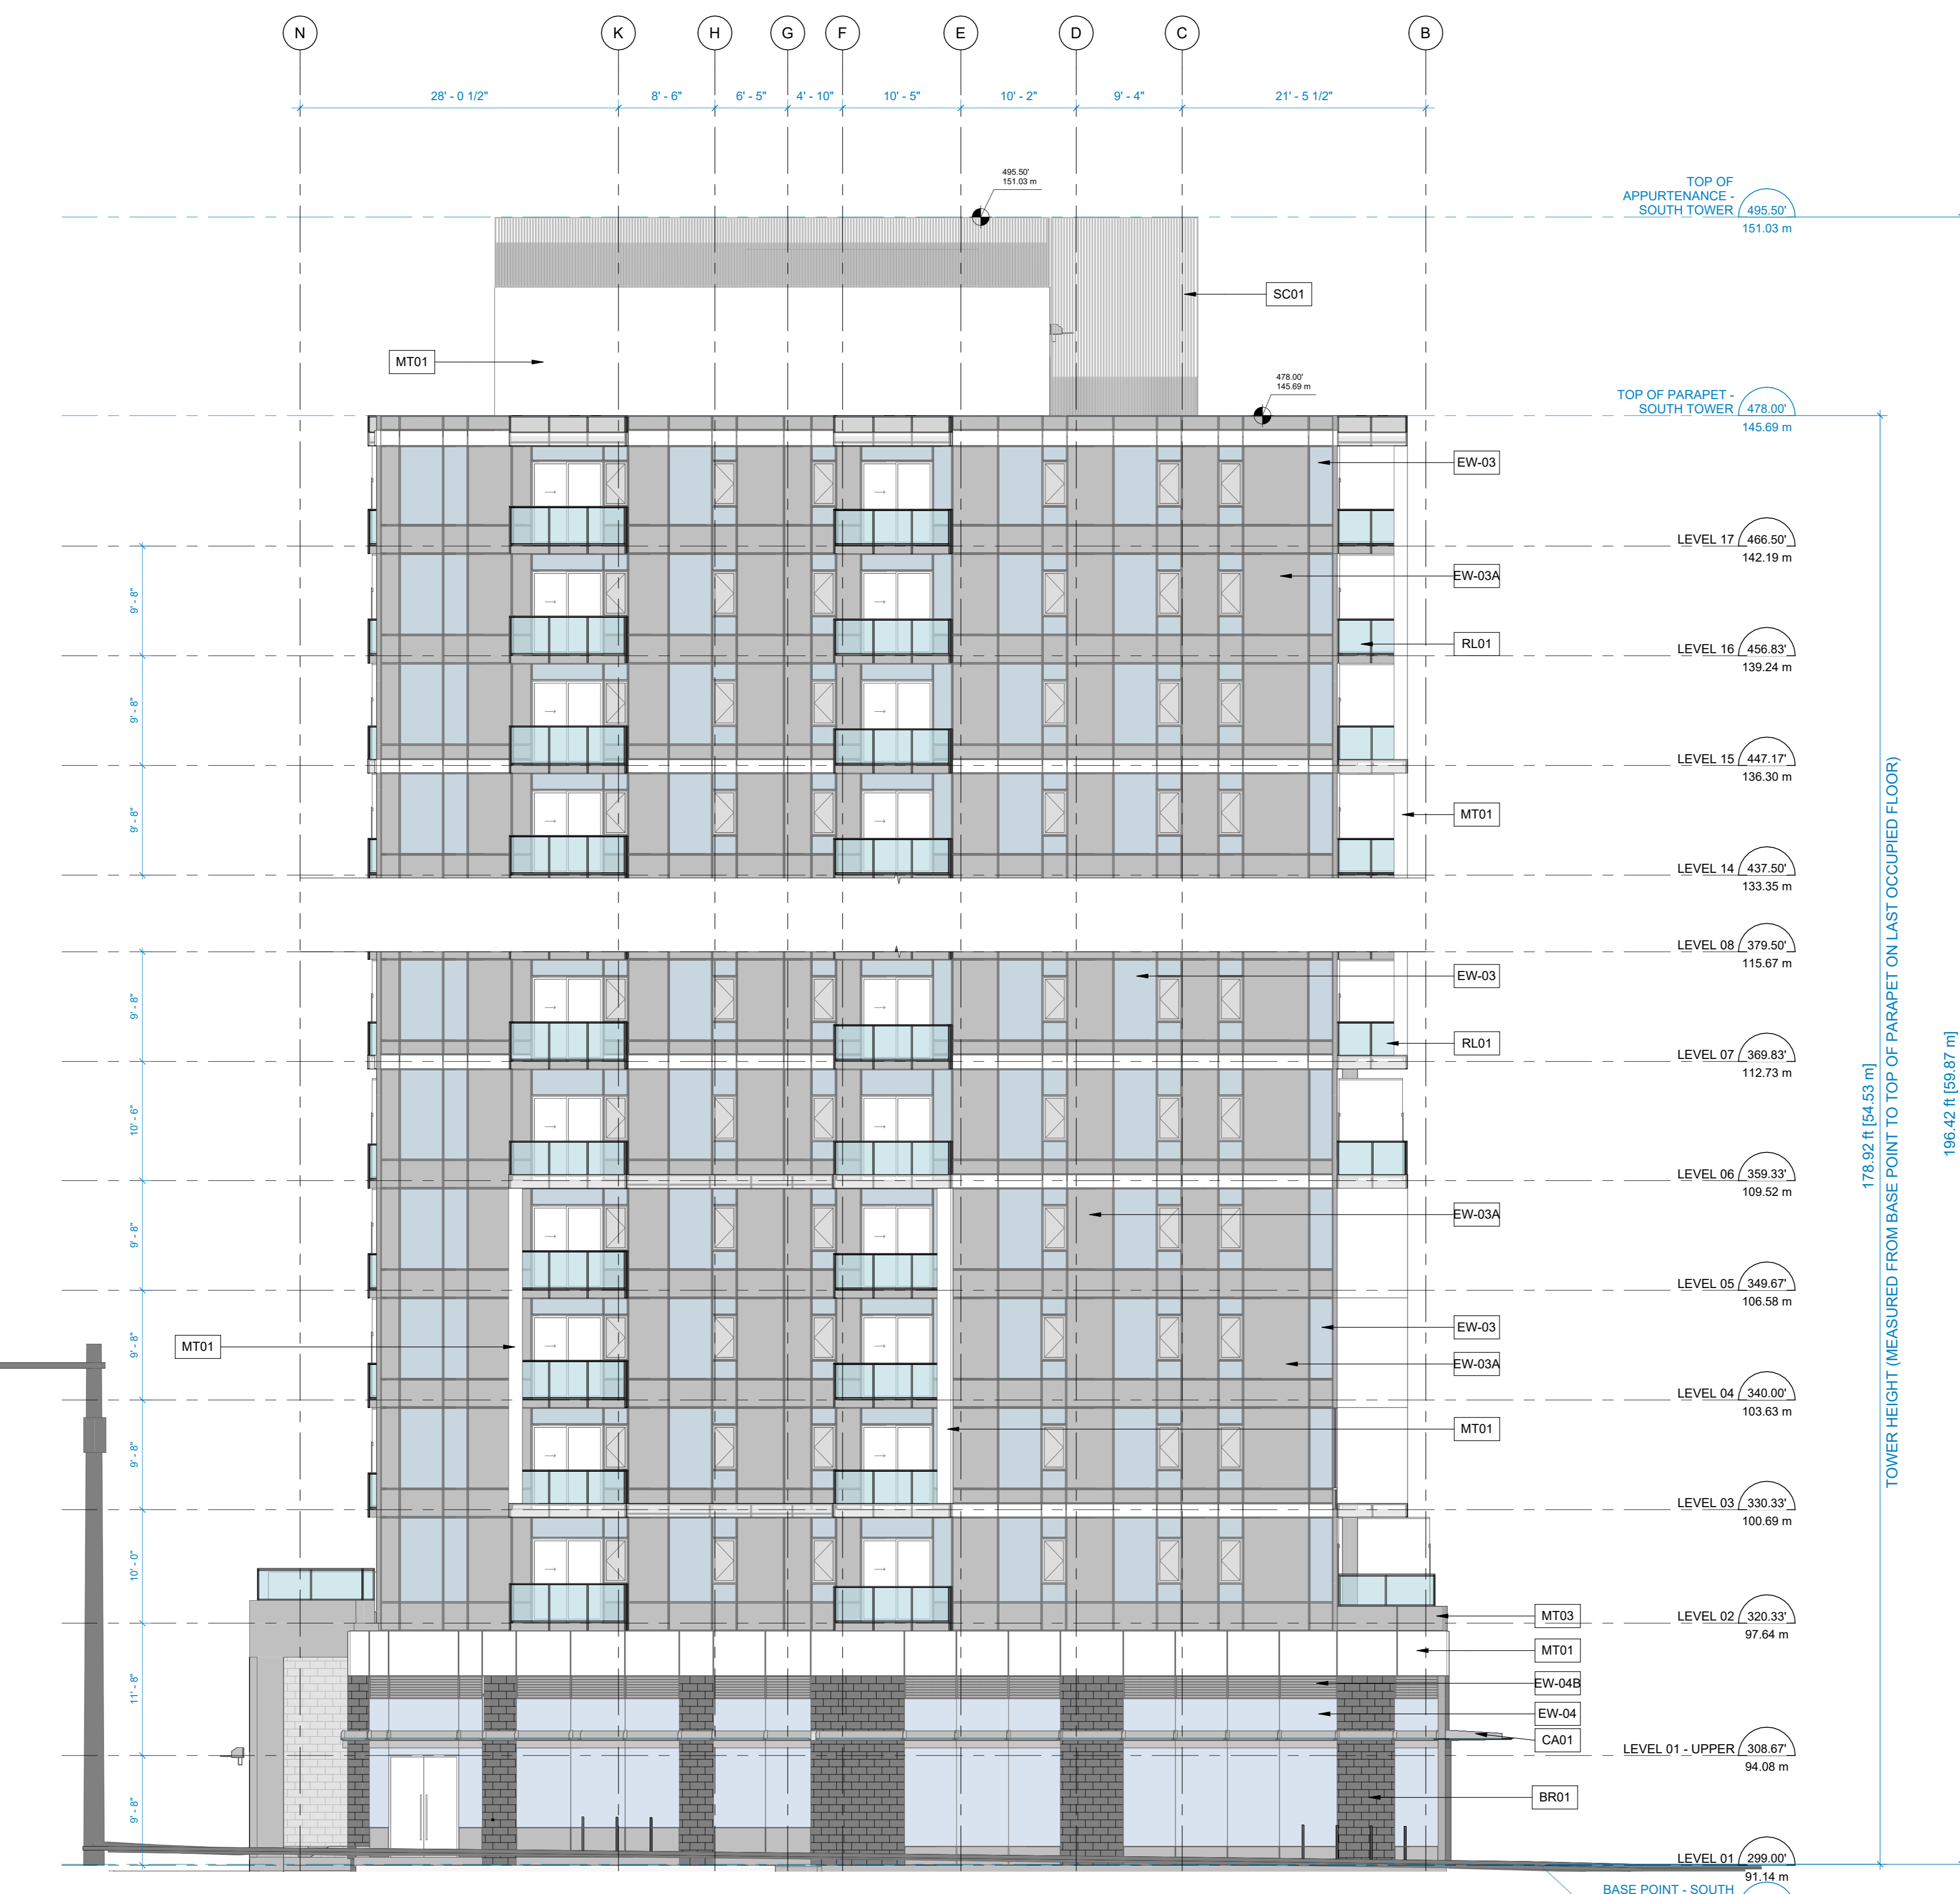 N
K
H
G
F
E
D
C
B
28' - 0 1/2"
8' - 6"
6' - 5"
4' - 10"
10' - 5"
10' - 2"
9' - 4"
21' - 5 1/2"
495.50'
151.03 m
TOP OF
APPURTENANCE -
SOUTH TOWER
495.50'
151.03 m
SC01
MT01
478.00'
145.69 m
TOP OF PARAPET -
SOUTH TOWER
478.00'
145.69 m
EW-03
LEVEL 17
466.50'
142.19 m
EW-03A
9' - 8"
RL01
LEVEL 16
456.83'
139.24 m
9' - 8"
LEVEL 15
447.17'
136.30 m
9' - 8"
MT01
LEVEL 14
437.50'
133.35 m
LEVEL 08
379.50'
115.67 m
EW-03
9' - 8"
RL01
LEVEL 07
369.83'
112.73 m
10' - 6"
LEVEL 06
359.33'
109.52 m
EW-03A
9' - 8"
LEVEL 05
349.67'
106.58 m
EW-03
MT01
9' - 8"
EW-03A
LEVEL 04
340.00'
103.63 m
MT01
9' - 8"
LEVEL 03
330.33'
100.69 m
10' - 0"
MT03
LEVEL 02
320.33'
97.64 m
MT01
EW-04B
11' - 8"
EW-04
CA01
LEVEL 01 - UPPER
308.67'
94.08 m
BR01
9' - 8"
LEVEL 01
299.00'
91.14 m
BASE POINT - SOUTH
178.92 ft [54.53 m]
TOWER HEIGHT (MEASURED FROM BASE POINT TO TOP OF PARAPET ON LAST OCCUPIED FLOOR)
196.42 ft [59.87 m]